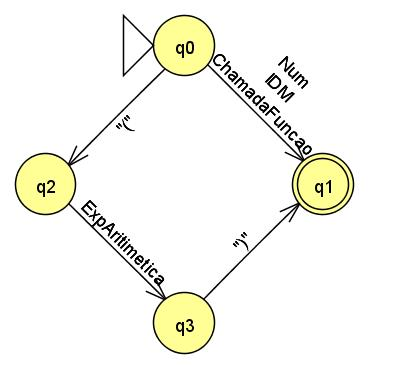 q0
Num
IDM
ChamadaFuncao
"("
q2
q1
ExpAritimetica
")"
q3